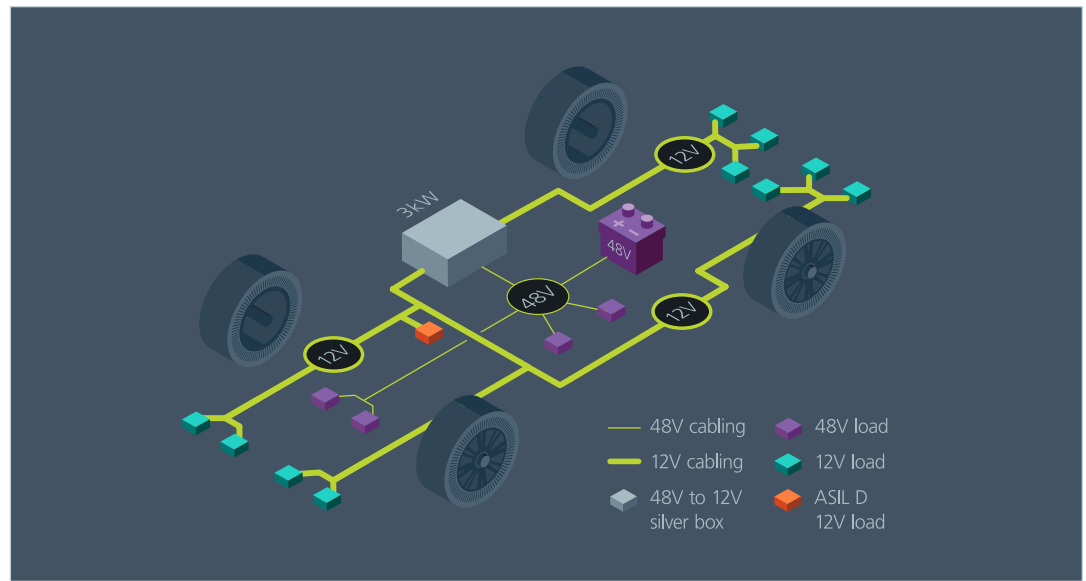 12V
3kW
+ −
48V
48V
12V
12V
48V cabling
48V load
12V cabling
12V load
48V to 12V
silver box
ASIL D
12V load